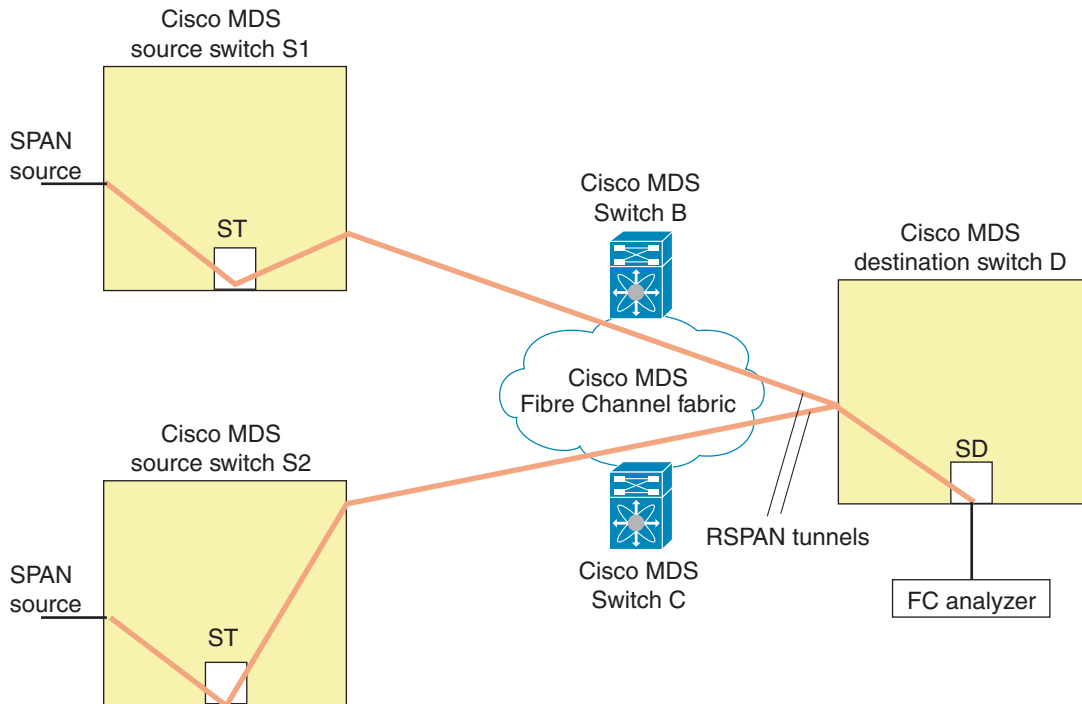 Cisco MDS
source switch S1
SPAN
source
ST
Cisco MDS
Switch B
Cisco MDS
destination switch D
Cisco MDS
Fibre Channel fabric
Cisco MDS
source switch S2
SD
RSPAN tunnels
SPAN
source
ST
Cisco MDS
Switch C
FC analyzer